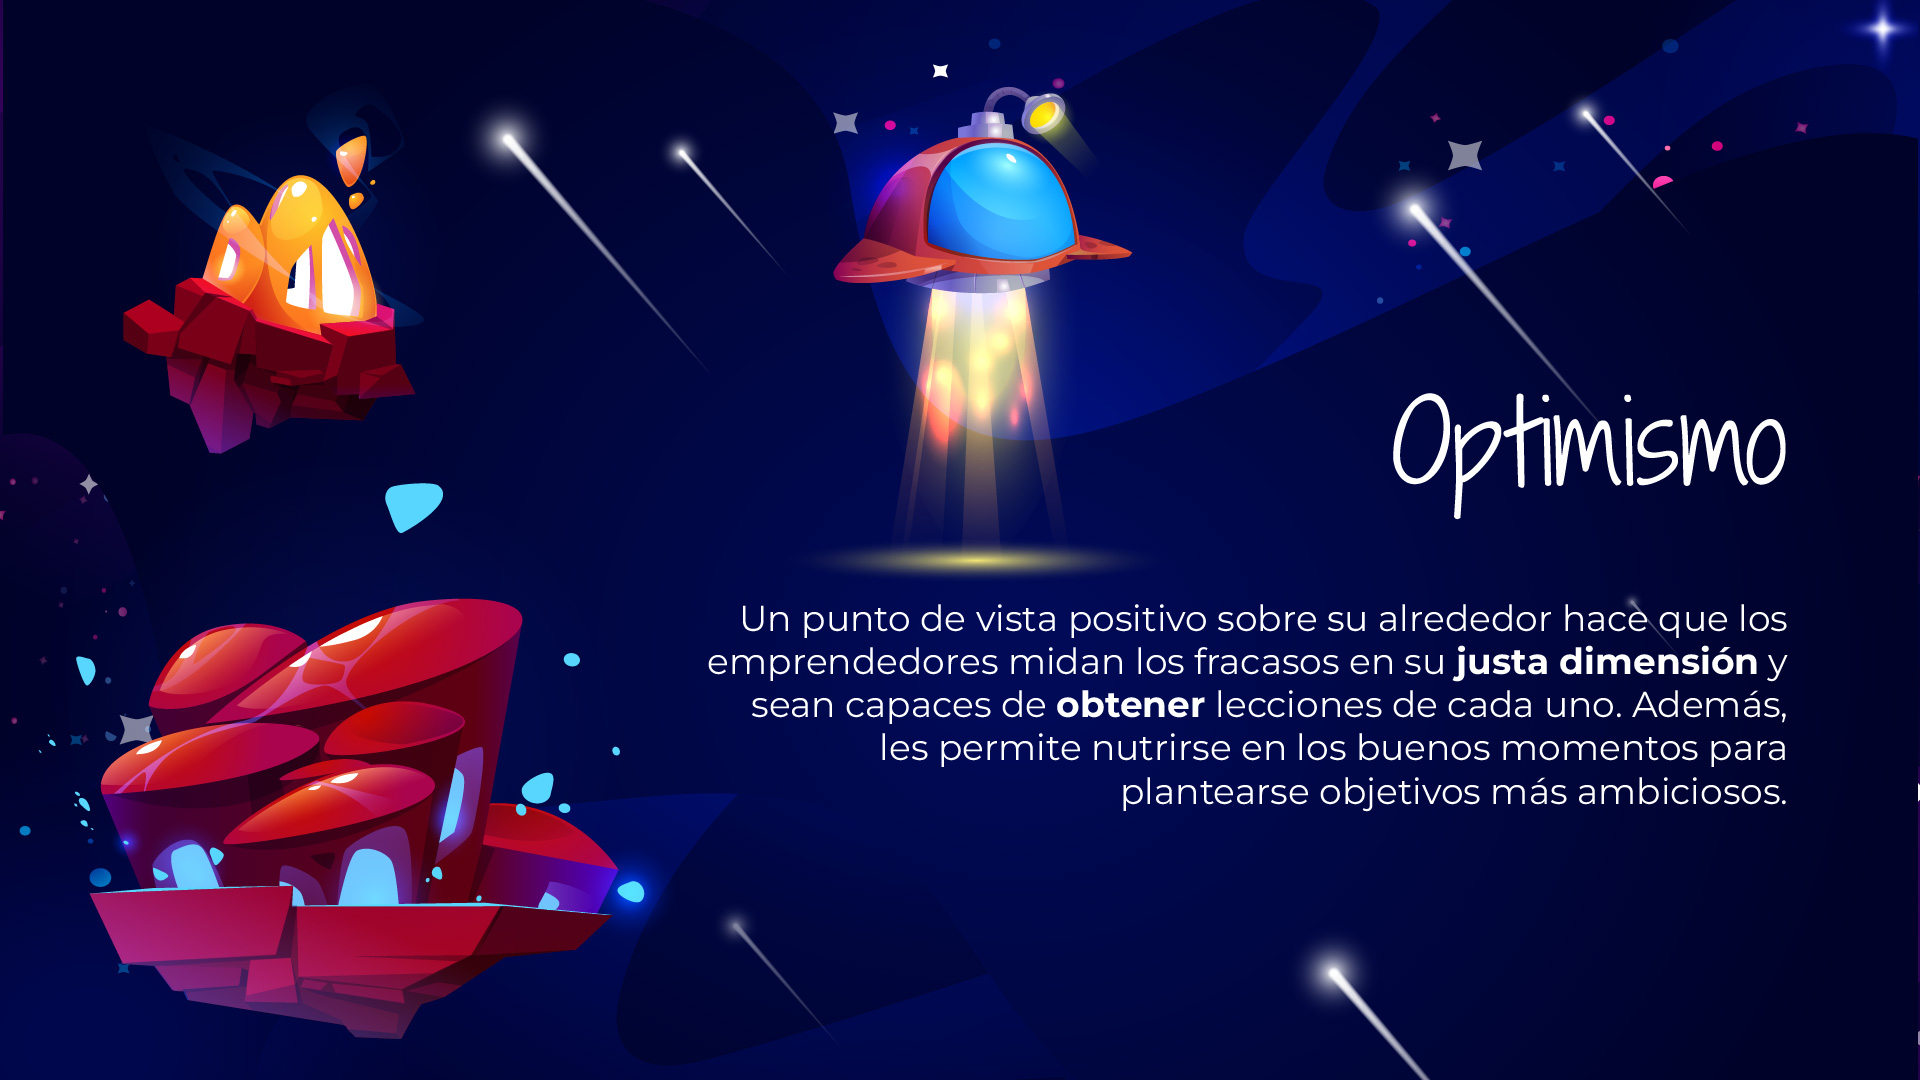 Optimismo
Un punto de vista positivo sobre su alrededor hace que los
emprendedores midan los fracasos en su justa dimensión y
sean capaces de obtener lecciones de cada uno. Además,
les permite nutrirse en los buenos momentos para
plantearse objetivos más ambiciosos.